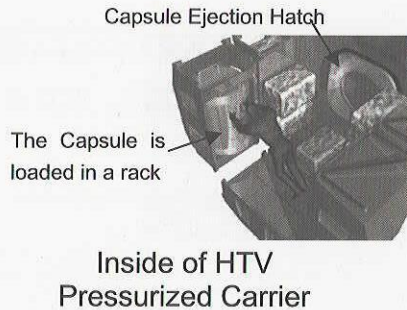 Capsule Ejection Hatch
The Capsule is
loaded in a rack
Inside of HTV
Pressurized Carrier